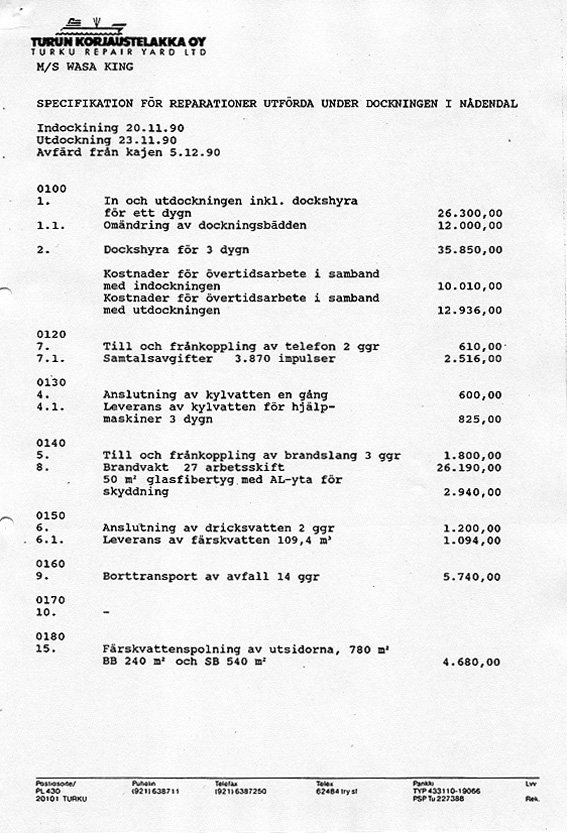 TURUN KORJAUSTELAKKA OY
TURKU REPAIR YARD LTD
M/S WASA KING
SPECIFIKATION FÖR REPARATIONER UTFÖRDA UNDER DOCKNINGEN I NÅDENDAL
Indockining 20.11.90
Utdockning 23.11.90
Avfärd från kajen 5.12.90
0100
1. In och utdockningen inkl. dockshyra
för ett dygn 26.300,00
1.1. Omändring av dockningsbädden 12.000,00
2. Dockshyra för 3 dygn 35.850,00
Kostnader för övertidsarbete i samband
med indockningen 10.010,00
Kostnader för övertidsarbete i samband
med utdockningen 12.936,00
0120
7. Till och frånkoppling av telefon 2 ggr 610,00
7.1. Samtalsavgifter 3.870 impulser 2.516,00
0130
4. Anslutning av kylvatten en gång 600,00
4.1. Leverans av kylvatten för hjälp-
maskiner 3 dygn 825,00
0140
5. Till och frånkoppling av brandslang 3 ggr 1.800,00
8. Brandvakt 27 arbetsskift 26.190,00
50 m² glasfibertyg med AL-yta för
skyddning 2.940,00
0150
6. Anslutning av dricksvatten 2 ggr 1.200,00
6.1. Leverans av färskvatten 109,4 m³ 1.094,00
0160
9. Borttransport av avfall 14 ggr 5.740,00
0170
10. -
0180
15. Färskvattenspolning av utsidorna, 780 m²
BB 240 m² och SB 540 m² 4.680,00
Postiosoite/ Puhelin Telefax Telex Pankki Lvv
PL 430 (921) 638711 (921) 6387250 62484 try sf TYP 433110-19066
20101 TURKU PSP Tu 227388 Rek.